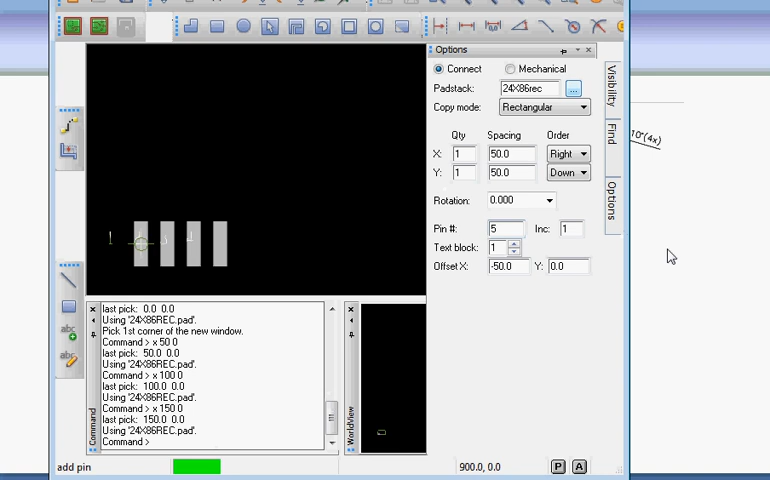 Options
Connect
Mechanical
Padstack:
24X86rec
...
Copy mode:
Rectangular
Qty
Spacing
Order
X:
1
50.0
Right
Y:
1
50.0
Down
Rotation:
0.000
Pin #:
5
Inc:
1
Text block:
1
Offset X:
-50.0
Y:
0.0
Visibility
Find
Options
10°(4x)
1
abc
abc
last pick: 0.0 0.0
Using '24X86REC.pad'.
Pick 1st corner of the new window.
Command > x 50 0
last pick: 50.0 0.0
Using '24X86REC.pad'.
Command > x 100 0
last pick: 100.0 0.0
Using '24X86REC.pad'.
Command > x 150 0
last pick: 150.0 0.0
Using '24X86REC.pad'.
Command >
Command
WorldView
add pin
900.0, 0.0
P
A